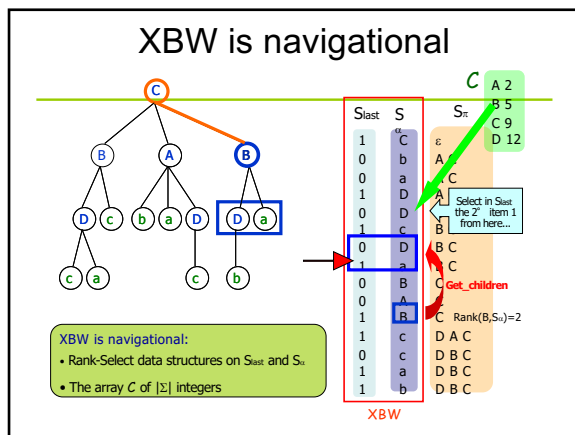 XBW is navigational
C
B A B
D c b a D D a
c a c b
C
A 2
B 5
C 9
D 12
Slast Sα Sπ
1 C ε
0 b A C
0 a A C
1 D A
0 D
1 c B
0 D B C
1 a C
0 B C
0 A C
1 B C Rank(B,Sα)=2
1 c D A C
0 c D B C
1 a D B C
1 b D B C
Select in Slast
the 2° item 1
from here...
Get_children
XBW
XBW is navigational:
• Rank-Select data structures on Slast and Sα
• The array C of |Σ| integers